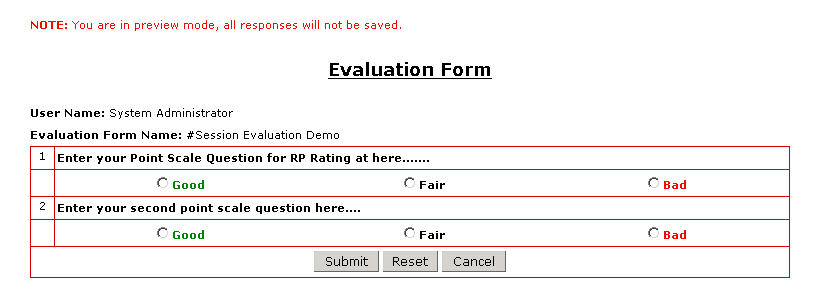 NOTE: You are in preview mode, all responses will not be saved.
Evaluation Form
User Name: System Administrator
Evaluation Form Name: #Session Evaluation Demo
1 Enter your Point Scale Question for RP Rating at here.......
Good Fair Bad
2 Enter your second point scale question here....
Good Fair Bad
Submit Reset Cancel